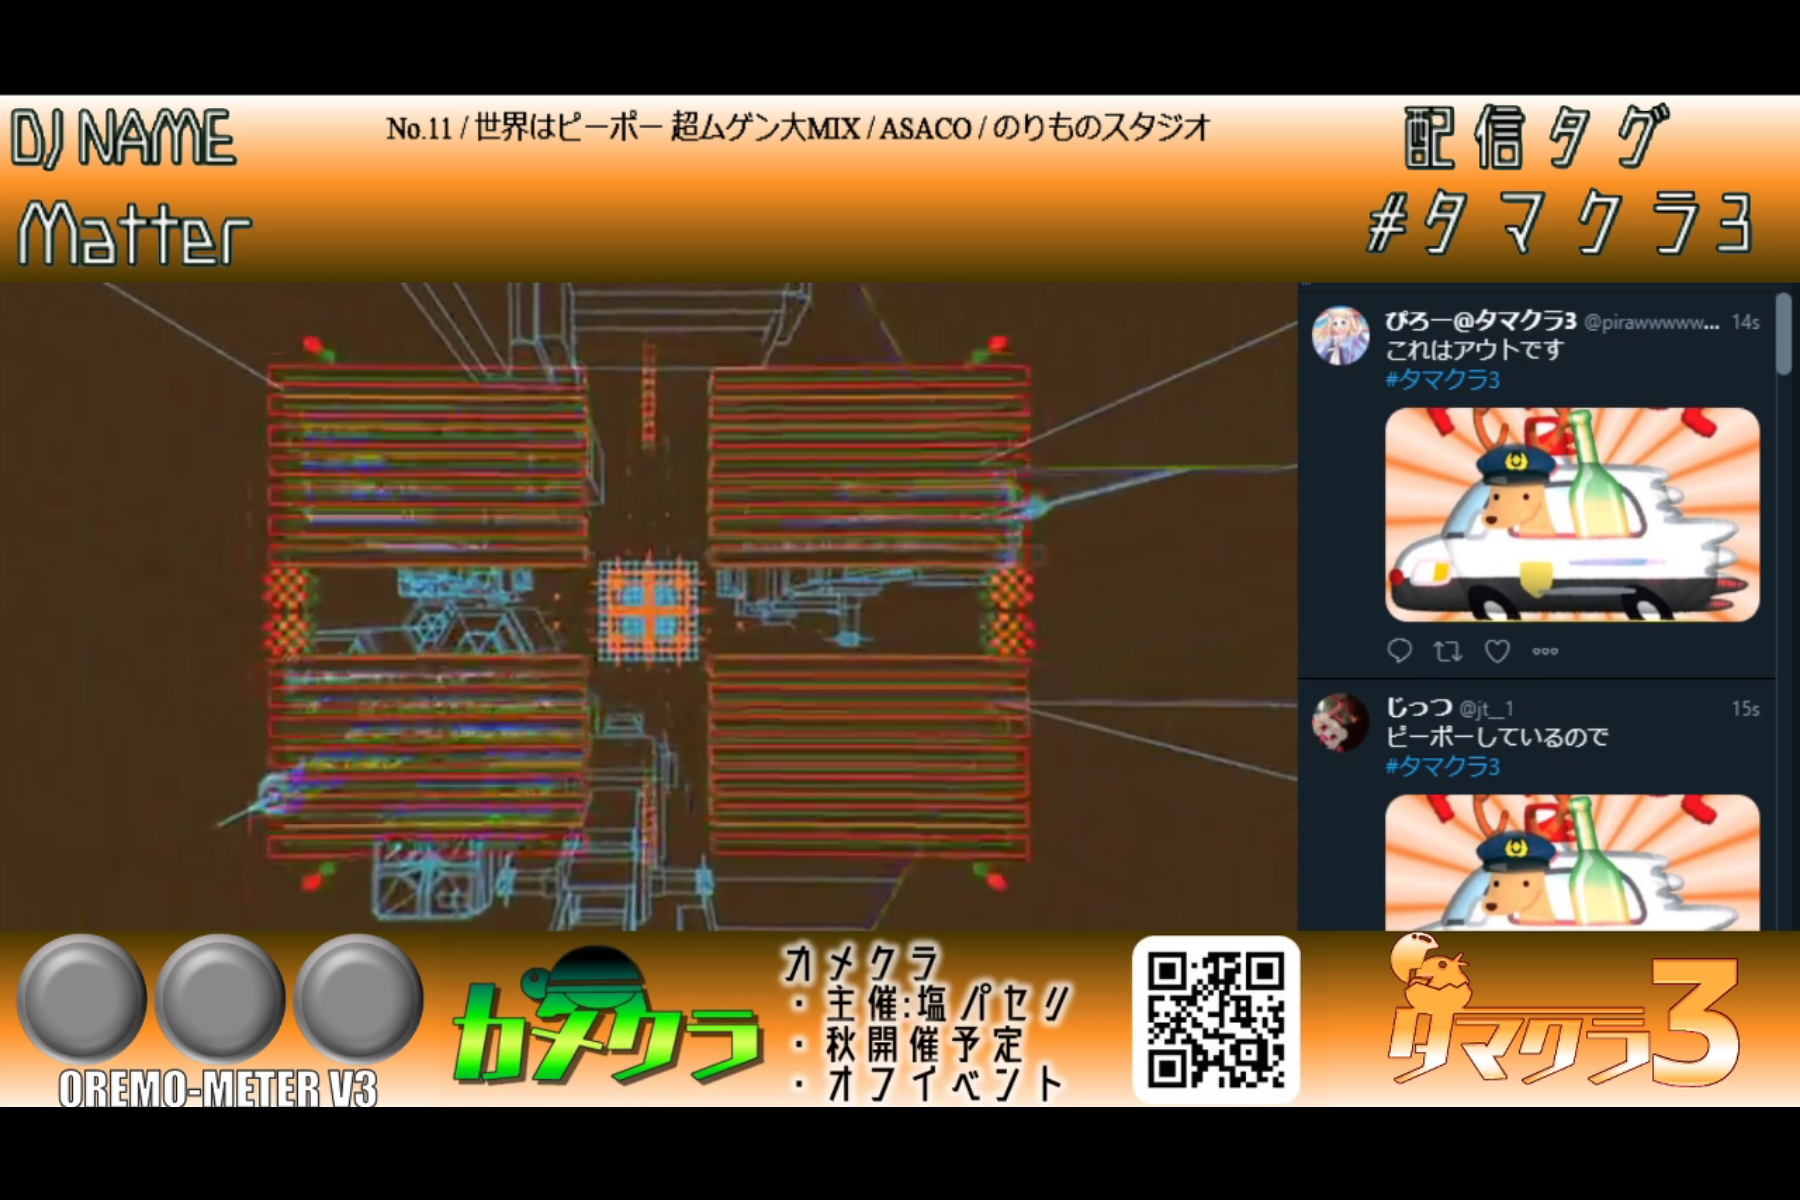 DJ NAME
Matter
No.11 / 世界はピーポー 超ムゲン大MIX / ASACO / のりものスタジオ
配信タグ
#タマクラ3
ぴろー@タマクラ3 @pirawwwww... 14s
これはアウトです
#タマクラ3
じっつ @jt__1 15s
ピーポーしているので
#タマクラ3
OREMO-METER V3
カメクラ
カメクラ
・主催:塩パセリ
・秋開催予定
・オフイベント
タマクラ3